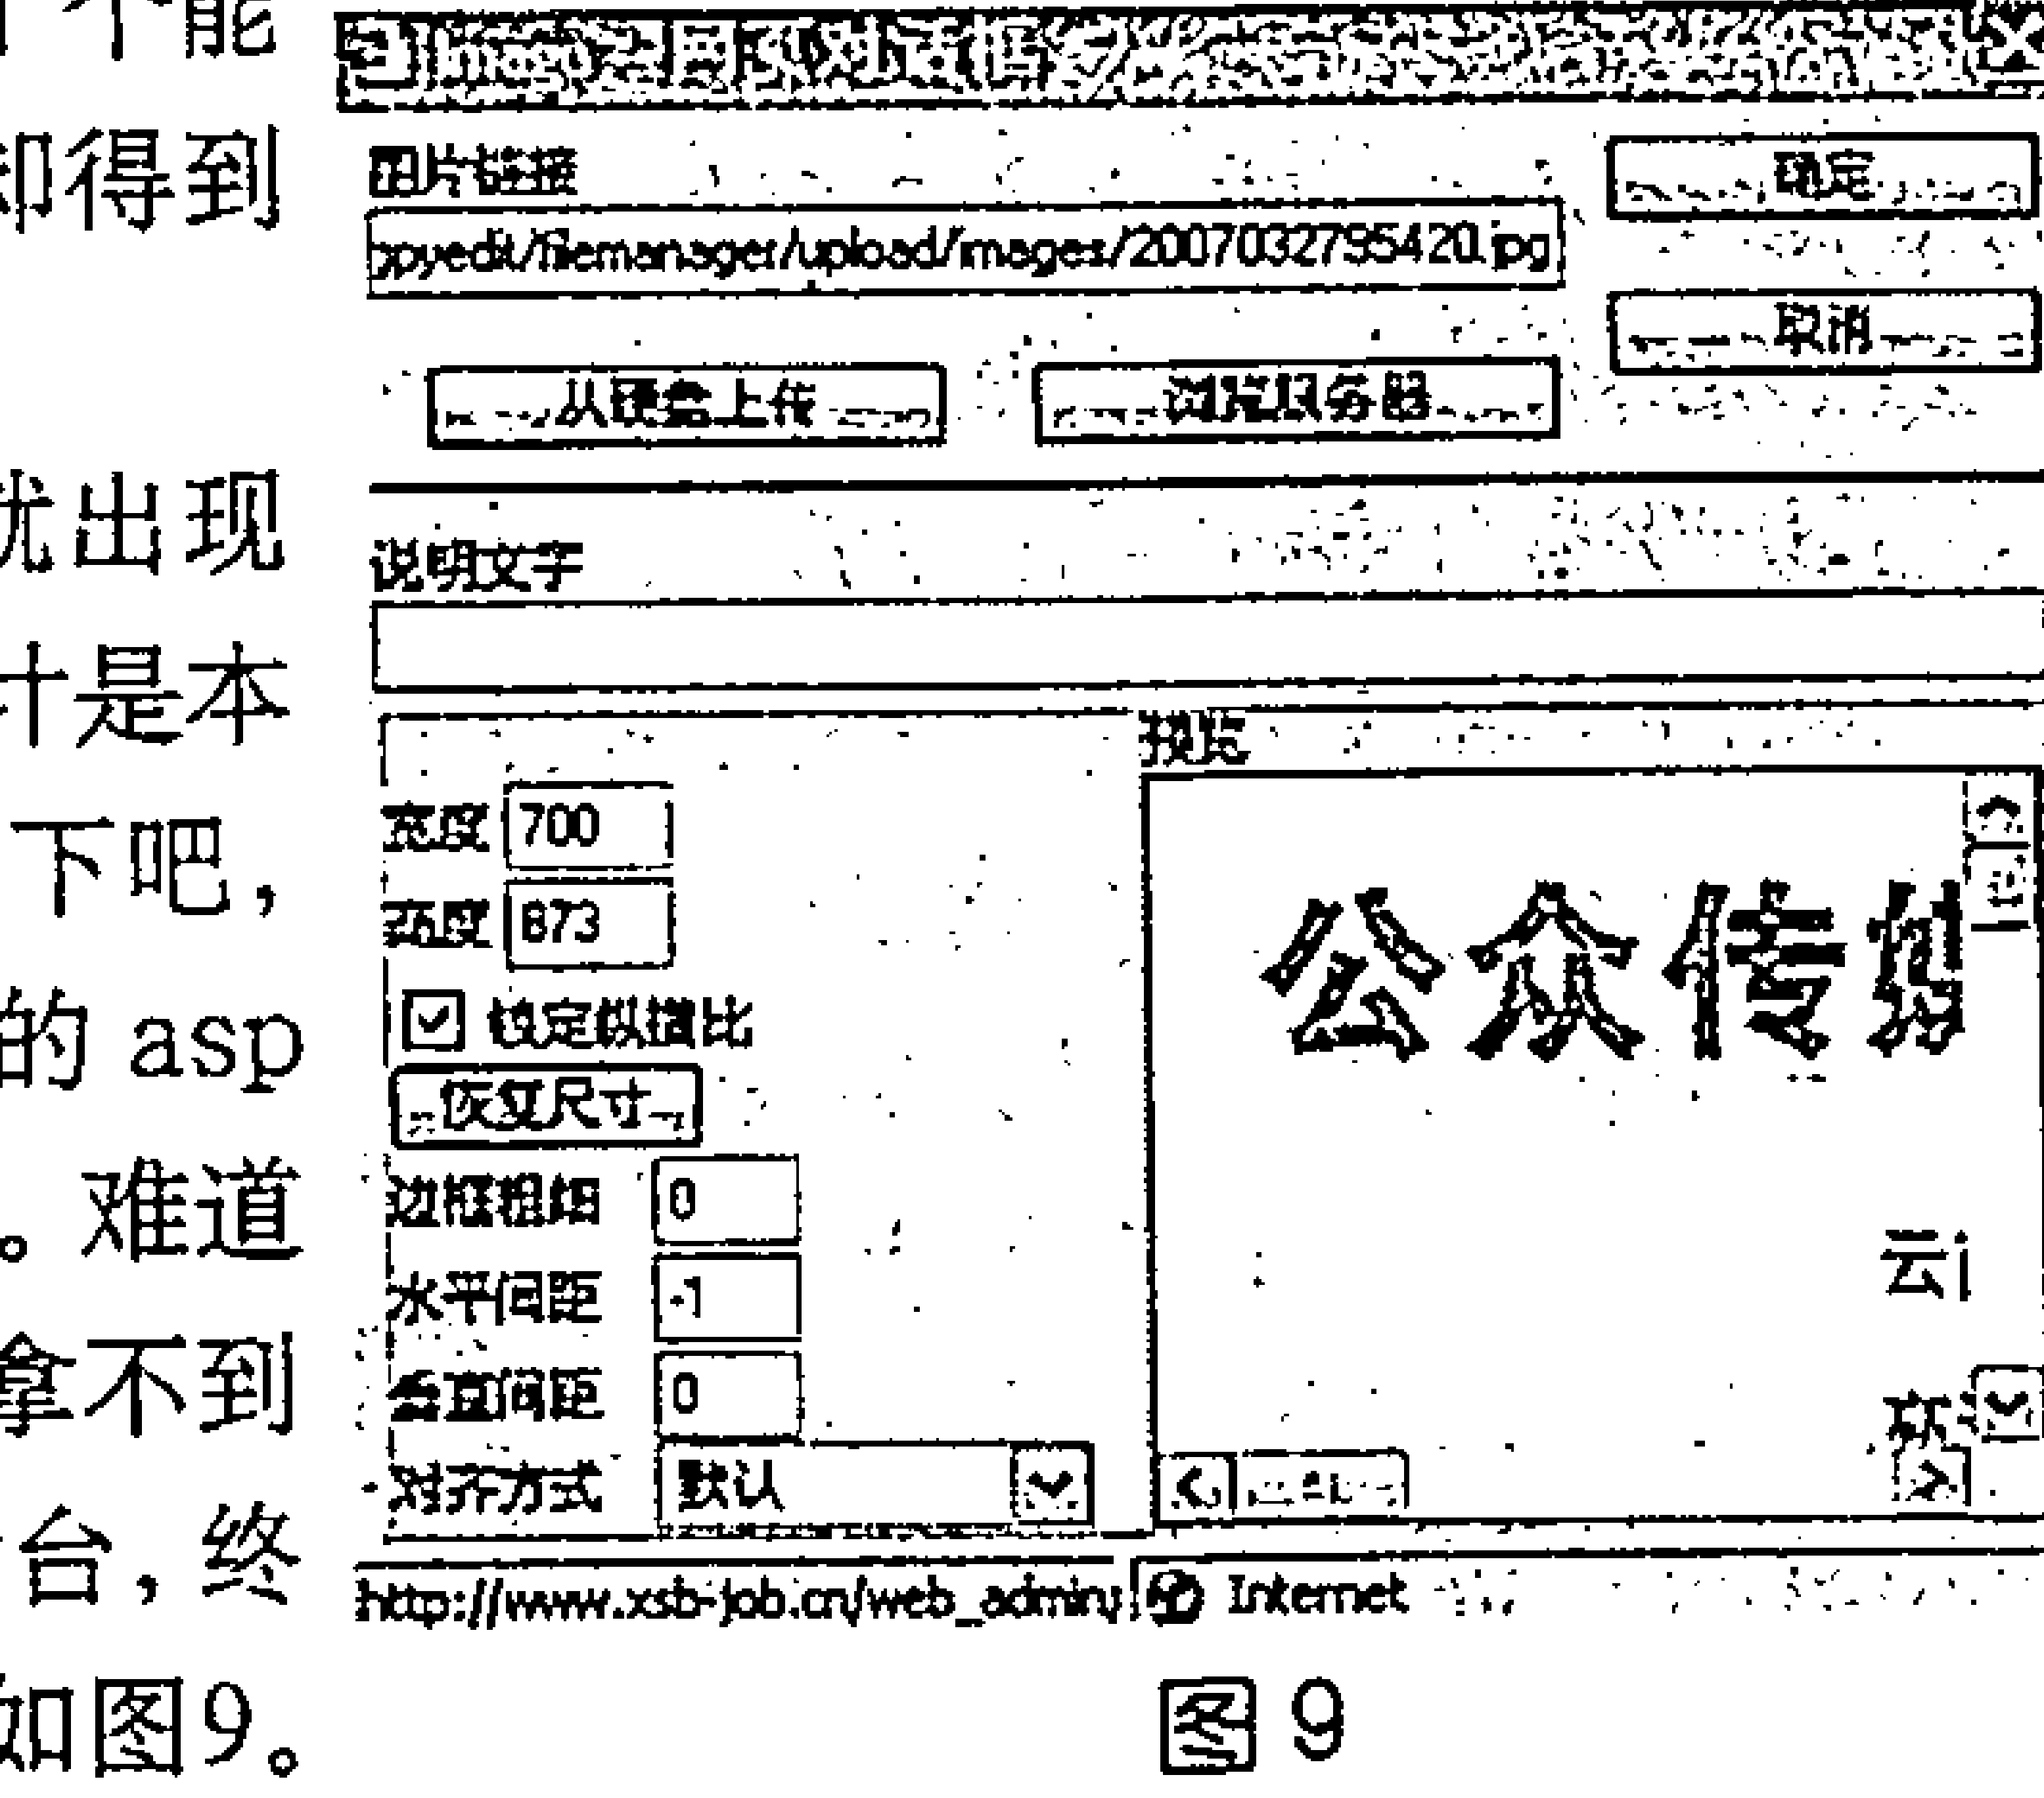 不能
却得到
就出现
计是本
下吧,
的 asp
。难道
拿不到
台,终
如图9。
图片链接
确定
ppyedit/filemanager/upload/images/2007032795420.jpg
取消
从硬盘上传
浏览服务器
说明文字
预览
宽度 700
高度 873
公众传媒
锁定纵横比
恢复尺寸
边框粗细 0
水平间距 -1
垂直间距 0
对齐方式 默认
http://www.xsb-job.cn/web_admin/
Internet
图 9